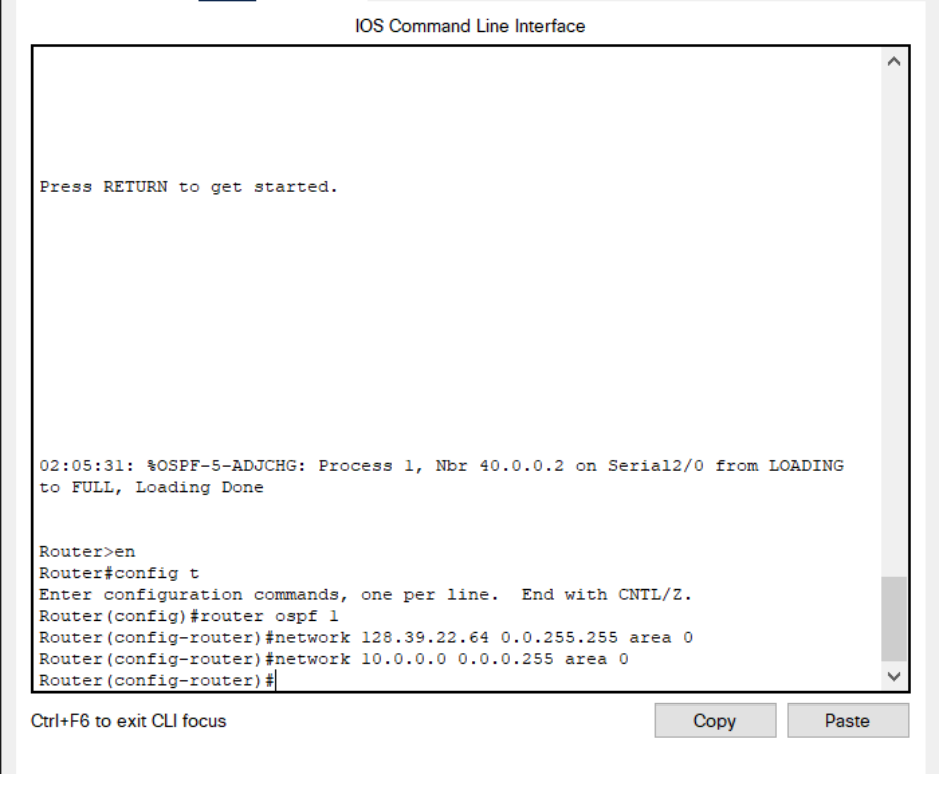 IOS Command Line Interface
Press RETURN to get started.
02:05:31: %OSPF-5-ADJCHG: Process 1, Nbr 40.0.0.2 on Serial2/0 from LOADING
to FULL, Loading Done
Router>en
Router#config t
Enter configuration commands, one per line.  End with CNTL/Z.
Router(config)#router ospf 1
Router(config-router)#network 128.39.22.64 0.0.255.255 area 0
Router(config-router)#network 10.0.0.0 0.0.0.255 area 0
Router(config-router)#
Ctrl+F6 to exit CLI focus
Copy
Paste